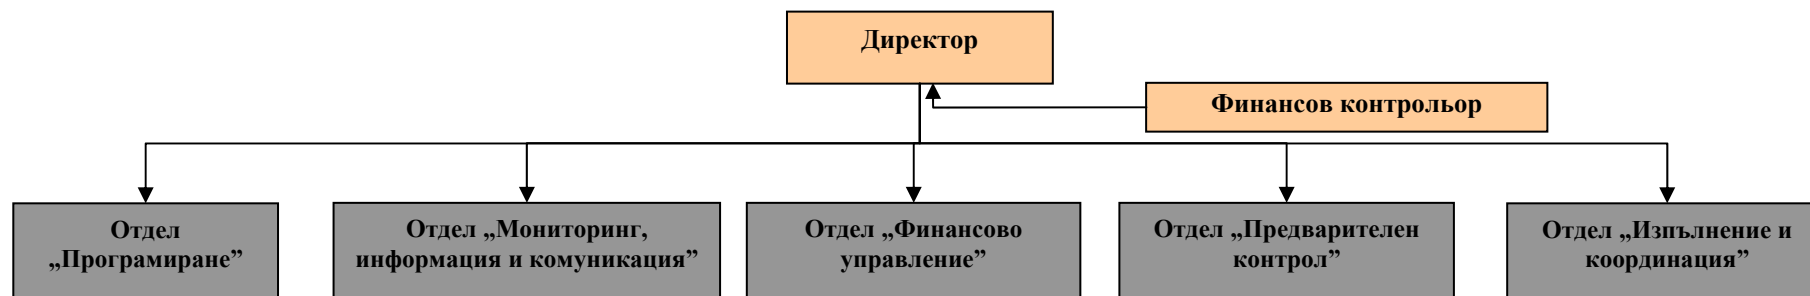 Директор
Финансов контрольор
Отдел
„Програмиране”
Отдел „Мониторинг,
информация и комуникация”
Отдел „Финансово
управление”
Отдел „Предварителен
контрол”
Отдел „Изпълнение и
координация”